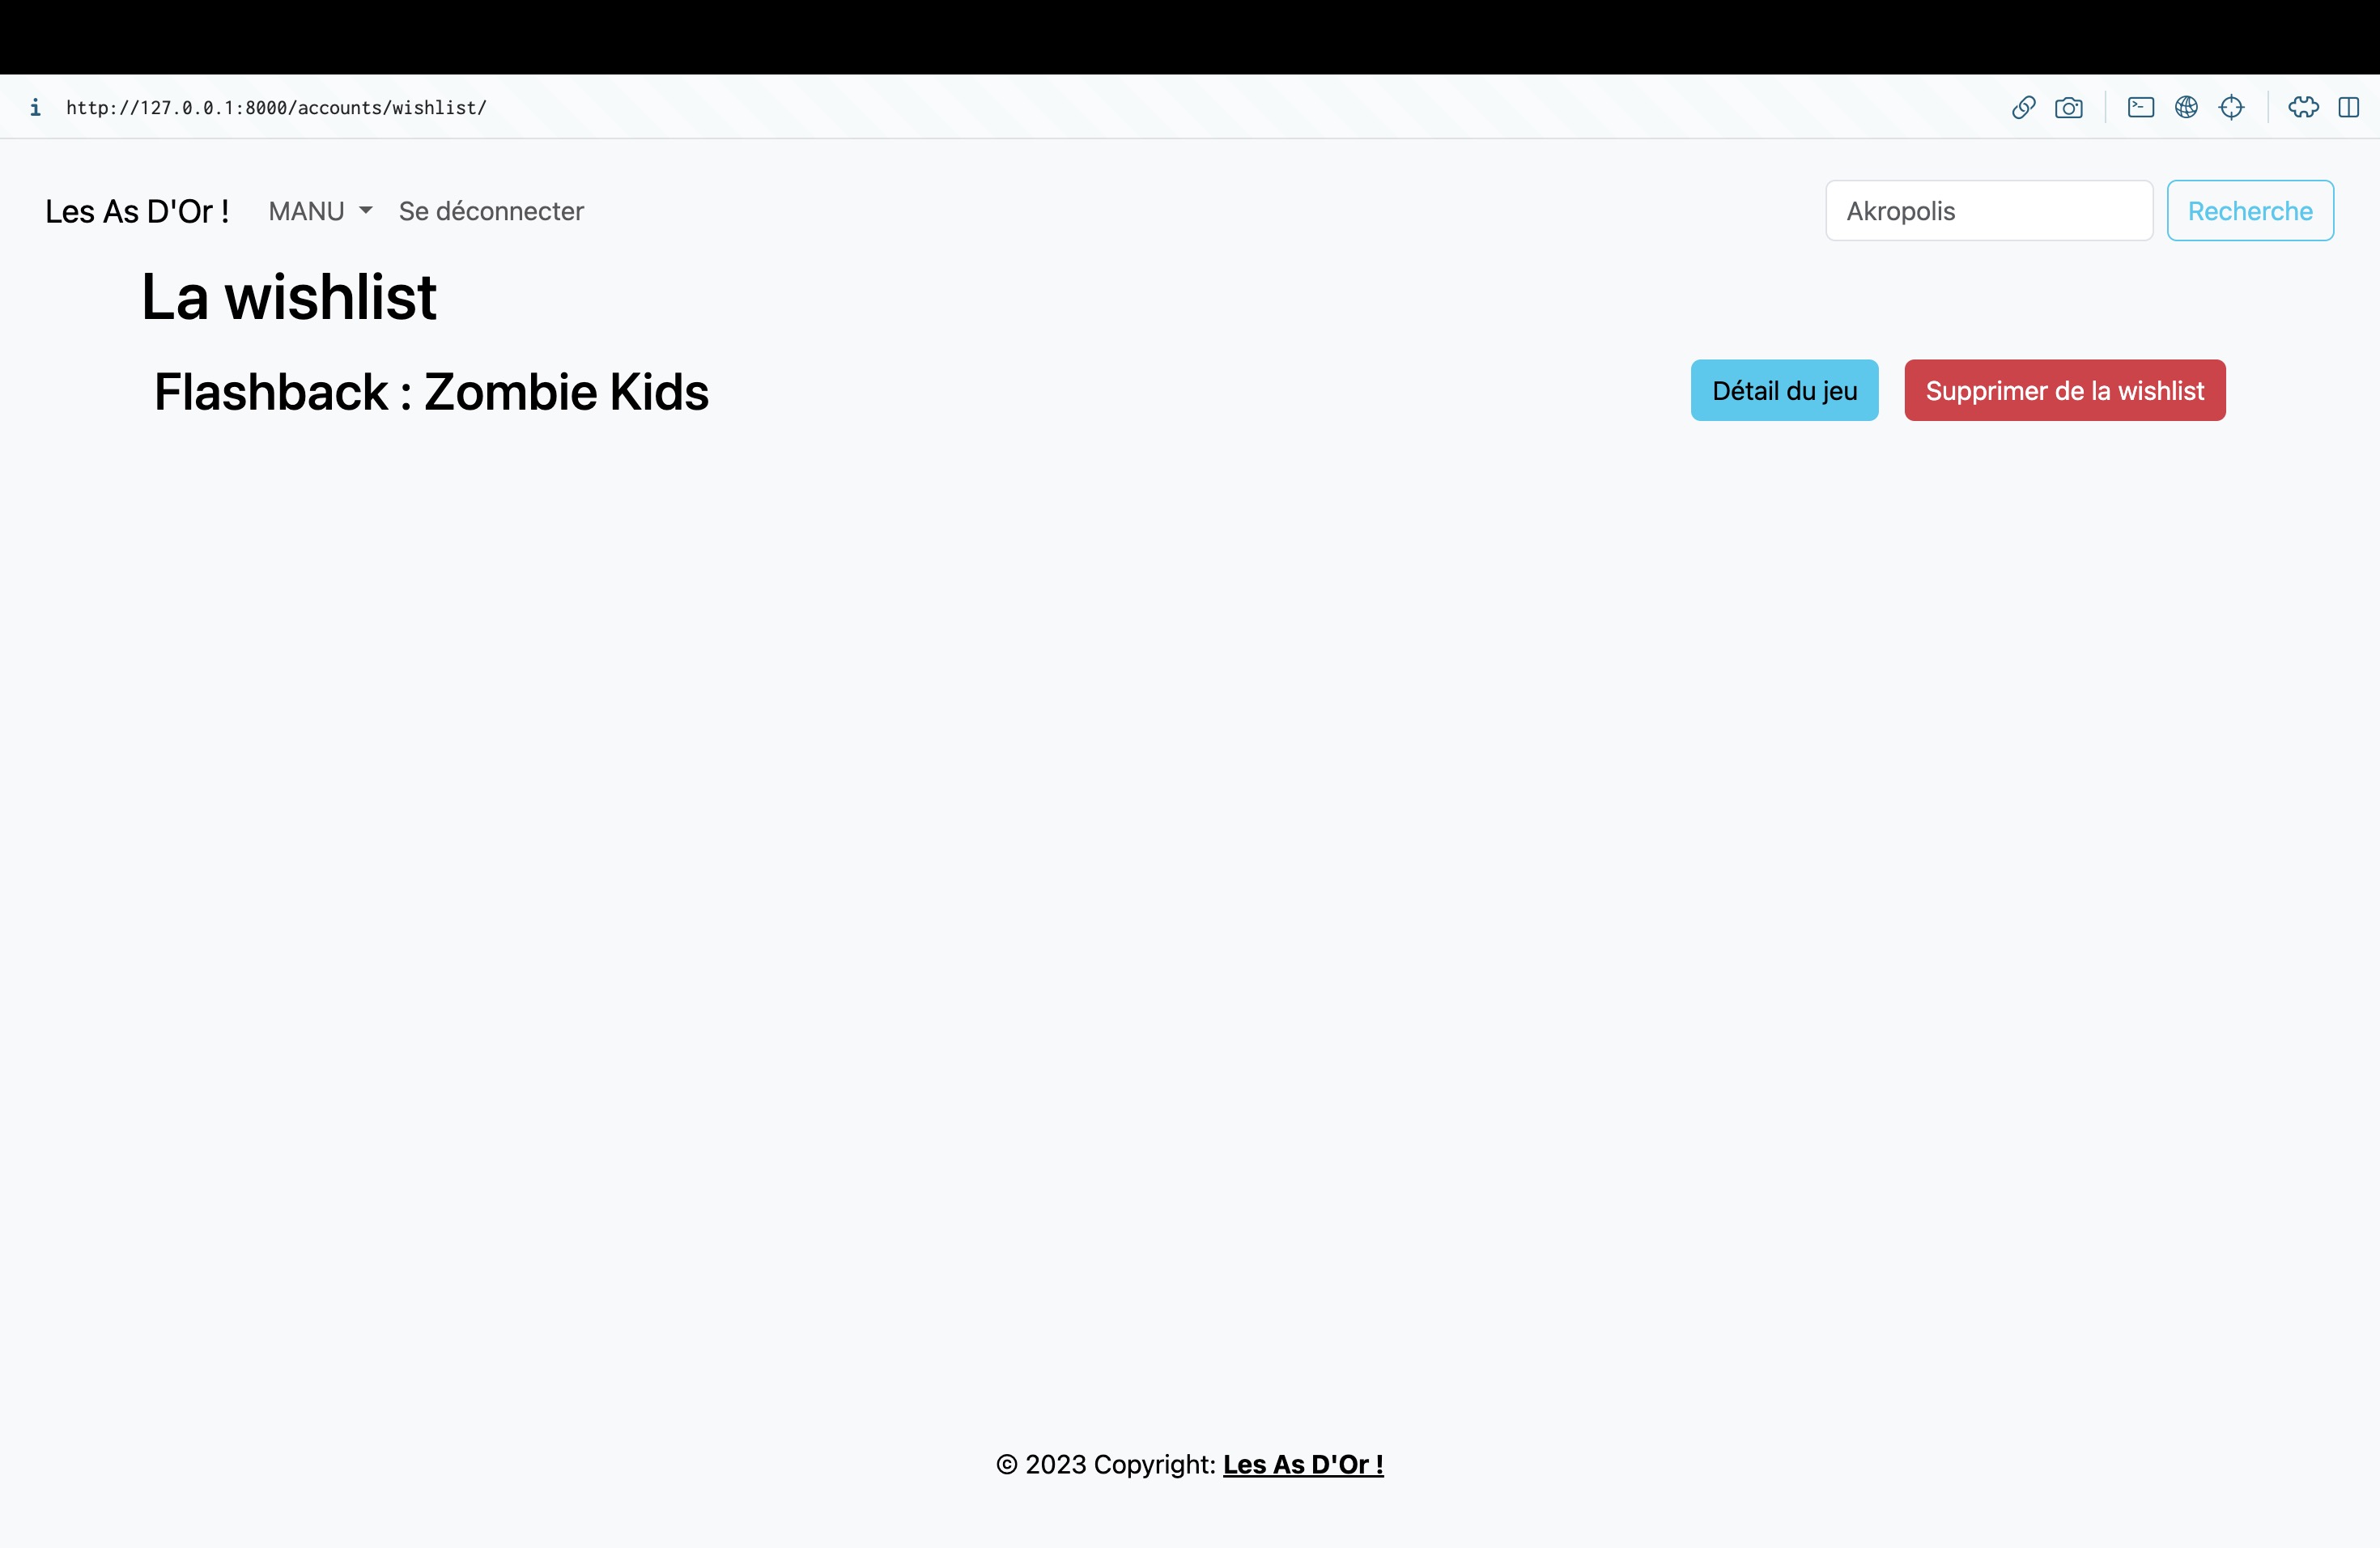 http://127.0.0.1:8000/accounts/wishlist/
Les As D'Or ! MANU Se déconnecter Akropolis Recherche
La wishlist
Flashback : Zombie Kids Détail du jeu Supprimer de la wishlist
© 2023 Copyright: Les As D'Or !